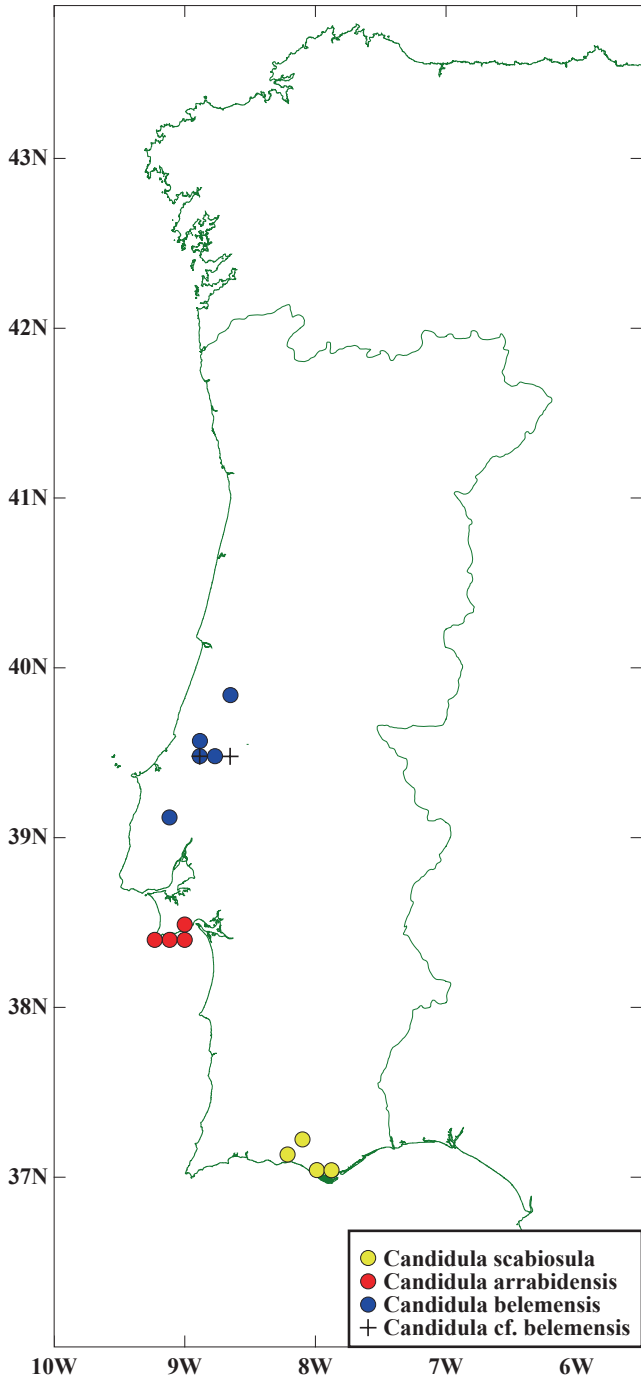 43N
42N
41N
40N
39N
38N
37N
Candidula scabiosula
Candidula arrabidensis
Candidula belemensis
Candidula cf. belemensis
10W 9W 8W 7W 6W